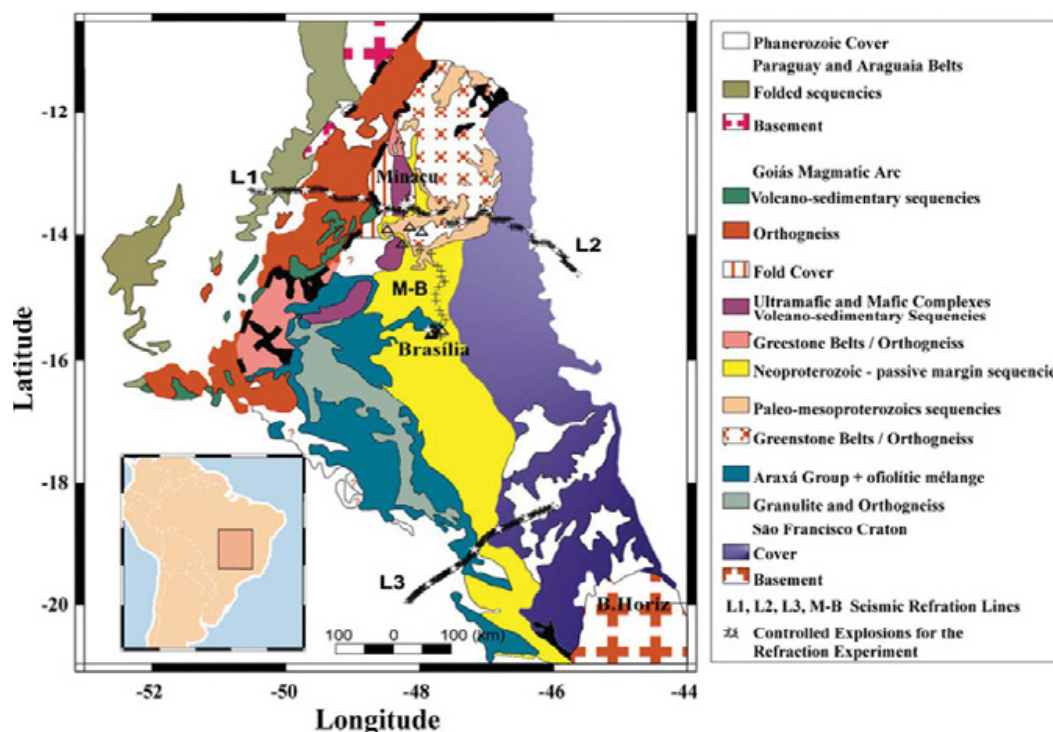 -12
-14
-16
-18
-20
Latitude
-52
-50
-48
-46
-44
Longitude
L1
Minaçu
L2
M-B
Brasília
L3
B.Horiz
?
?
?
?
100 0 100 (km)
Phanerozoic Cover
Paraguay and Araguaia Belts
Folded sequencies
Basement
Goiás Magmatic Arc
Volcano-sedimentary sequencies
Orthogneiss
Fold Cover
Ultramafic and Mafic Complexes
Volcano-sedimentary Sequencies
Greestone Belts / Orthogneiss
Neoproterozoic - passive margin sequencie
Paleo-mesoproterozoics sequencies
Greenstone Belts / Orthogneiss
Araxá Group + ofiolític mélange
Granulite and Orthogneiss
São Francisco Craton
Cover
Basement
L1, L2, L3, M-B Seismic Refration Lines
Controlled Explosions for the
Refraction Experiment